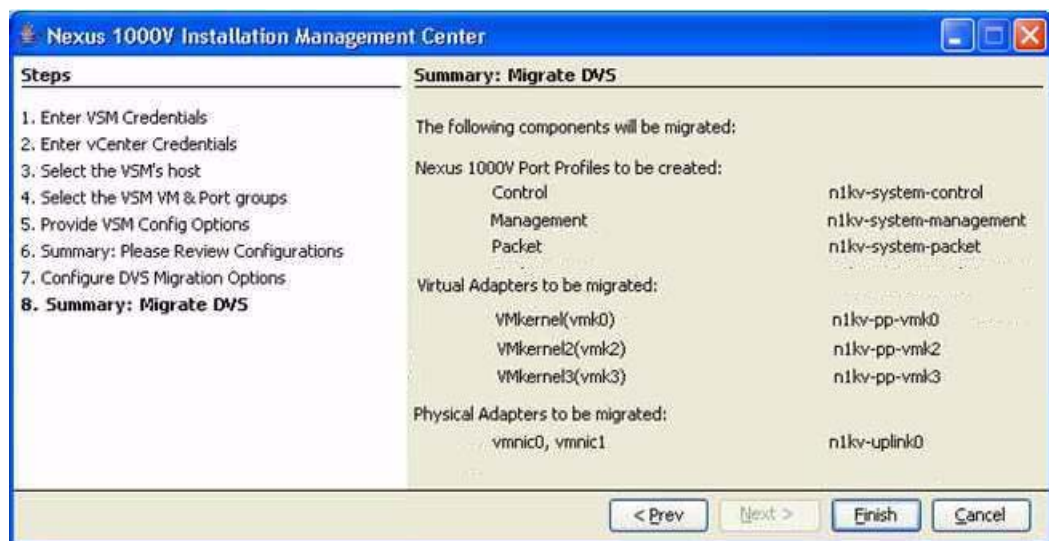 Nexus 1000V Installation Management Center
Steps
1. Enter VSM Credentials
2. Enter vCenter Credentials
3. Select the VSM's host
4. Select the VSM VM & Port groups
5. Provide VSM Config Options
6. Summary: Please Review Configurations
7. Configure DVS Migration Options
8. Summary: Migrate DVS
Summary: Migrate DVS
The following components will be migrated:
Nexus 1000V Port Profiles to be created:
Control n1kv-system-control
Management n1kv-system-management
Packet n1kv-system-packet
Virtual Adapters to be migrated:
VMkernel(vmk0) n1kv-pp-vmk0
VMkernel2(vmk2) n1kv-pp-vmk2
VMkernel3(vmk3) n1kv-pp-vmk3
Physical Adapters to be migrated:
vmnic0, vmnic1 n1kv-uplink0
< Prev Next > Finish Cancel